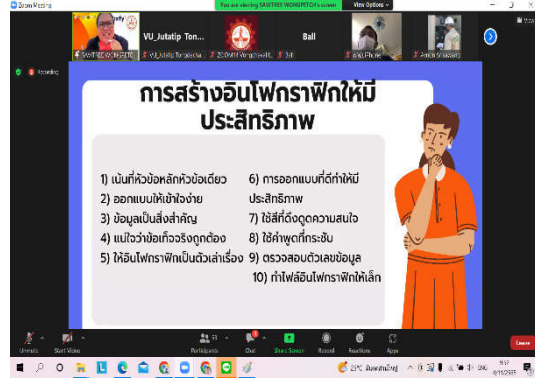 Zoom Meeting
You are viewing SAVITREE WONGPETCH's screen
View Options
View
VU_Jutatip Ton...
Ball
Ball
Recording
การสร้างอินโฟกราฟิกให้มี
ประสิทธิภาพ
1) เน้นที่หัวข้อหลักหัวข้อเดียว
2) ออกแบบให้เข้าใจง่าย
3) ข้อมูลเป็นสิ่งสำคัญ
4) แน่ใจว่าข้อเท็จจริงถูกต้อง
5) ให้อินโฟกราฟิกเป็นตัวเล่าเรื่อง
6) การออกแบบที่ดีทำให้มี
ประสิทธิภาพ
7) ใช้สีที่ดึงดูดความสนใจ
8) ใช้คำพูดที่กระชับ
9) ตรวจสอบตัวเลขข้อมูล
10) ทำไฟล์อินโฟกราฟิกให้เล็ก
Unmute
Start Video
Participants
Chat
Share Screen
Record
Reactions
Apps
Leave
25°C
ENG